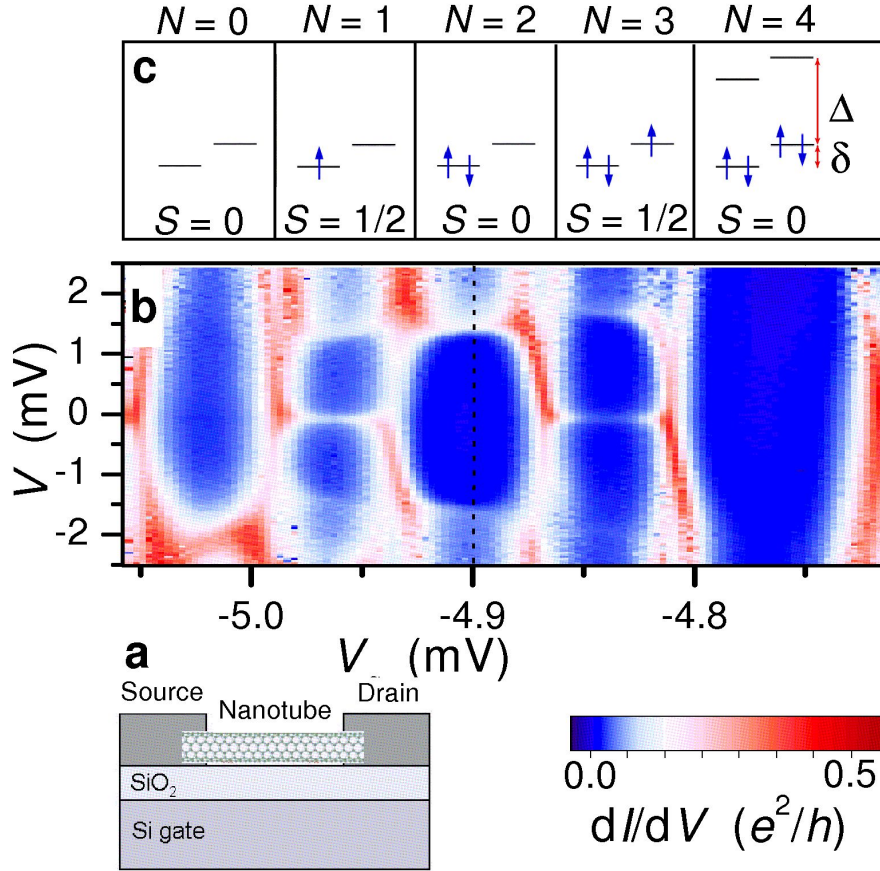 N = 0 N = 1 N = 2 N = 3 N = 4
c
Δ
δ
S = 0 S = 1/2 S = 0 S = 1/2 S = 0
b
2
1
0
-1
-2
V (mV)
-5.0 -4.9 -4.8
V (mV)
a
Source Nanotube Drain
SiO₂
Si gate
0.0 0.5
dI/dV (e²/h)